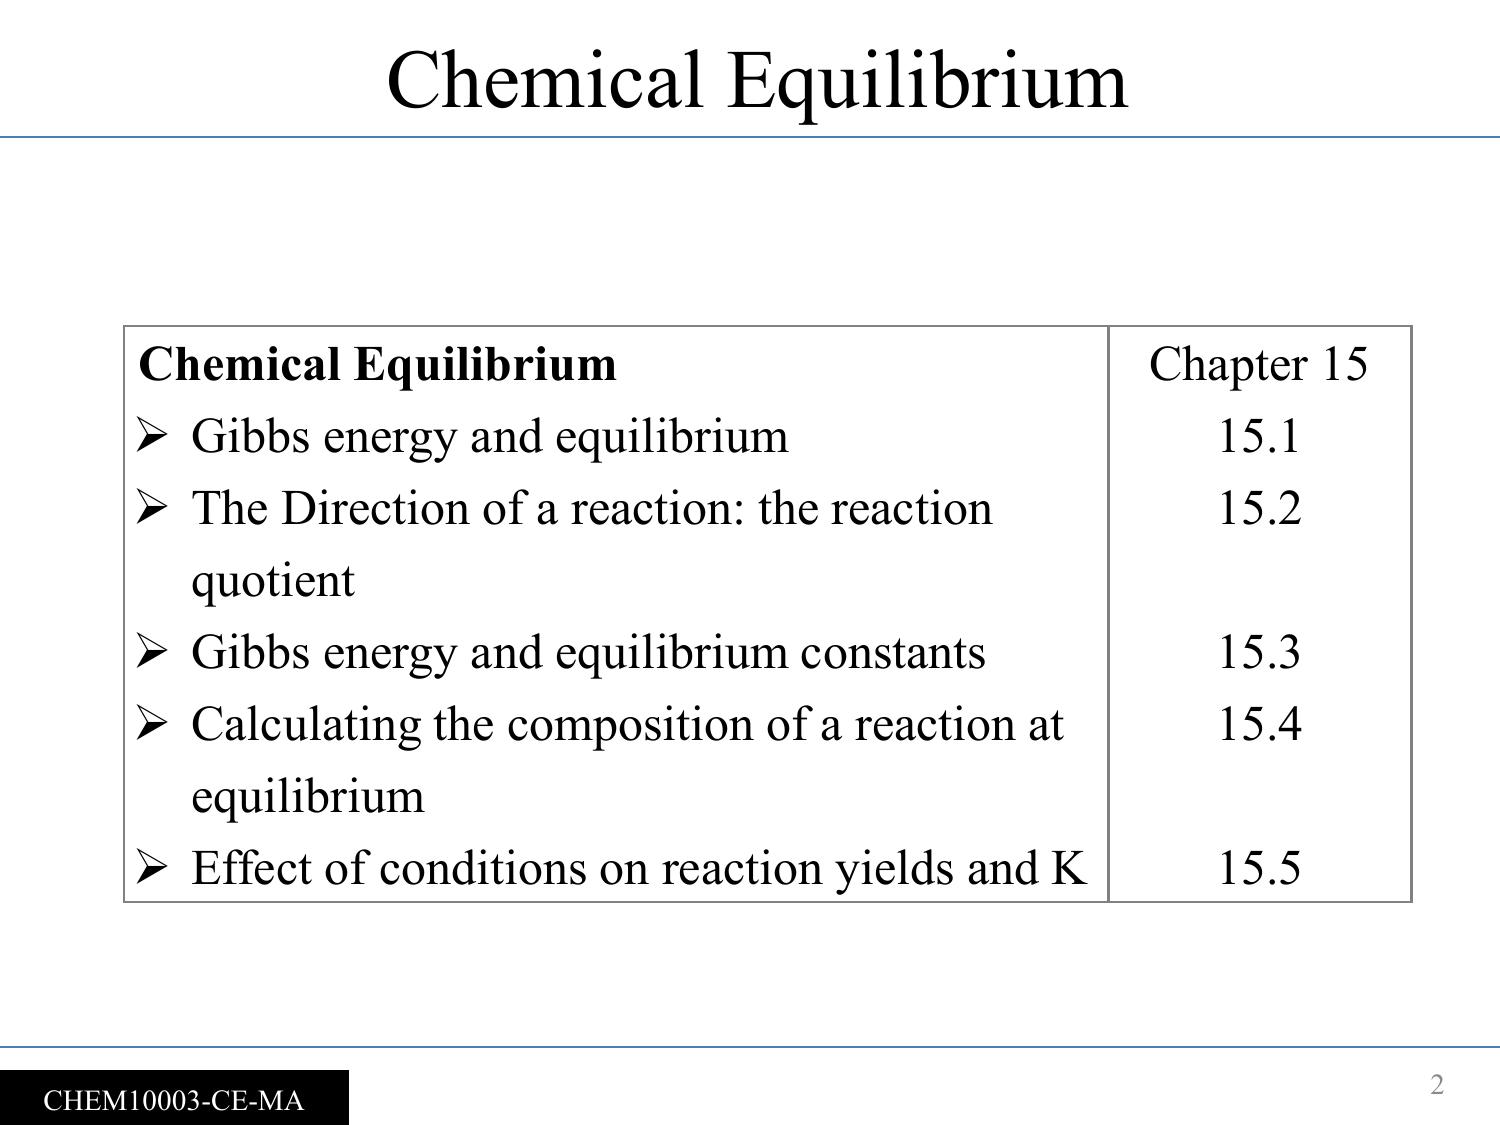 Chemical Equilibrium
Chemical Equilibrium Chapter 15
➢ Gibbs energy and equilibrium 15.1
➢ The Direction of a reaction: the reaction 15.2
quotient
➢ Gibbs energy and equilibrium constants 15.3
➢ Calculating the composition of a reaction at 15.4
equilibrium
➢ Effect of conditions on reaction yields and K 15.5
CHEM10003-CE-MA
2